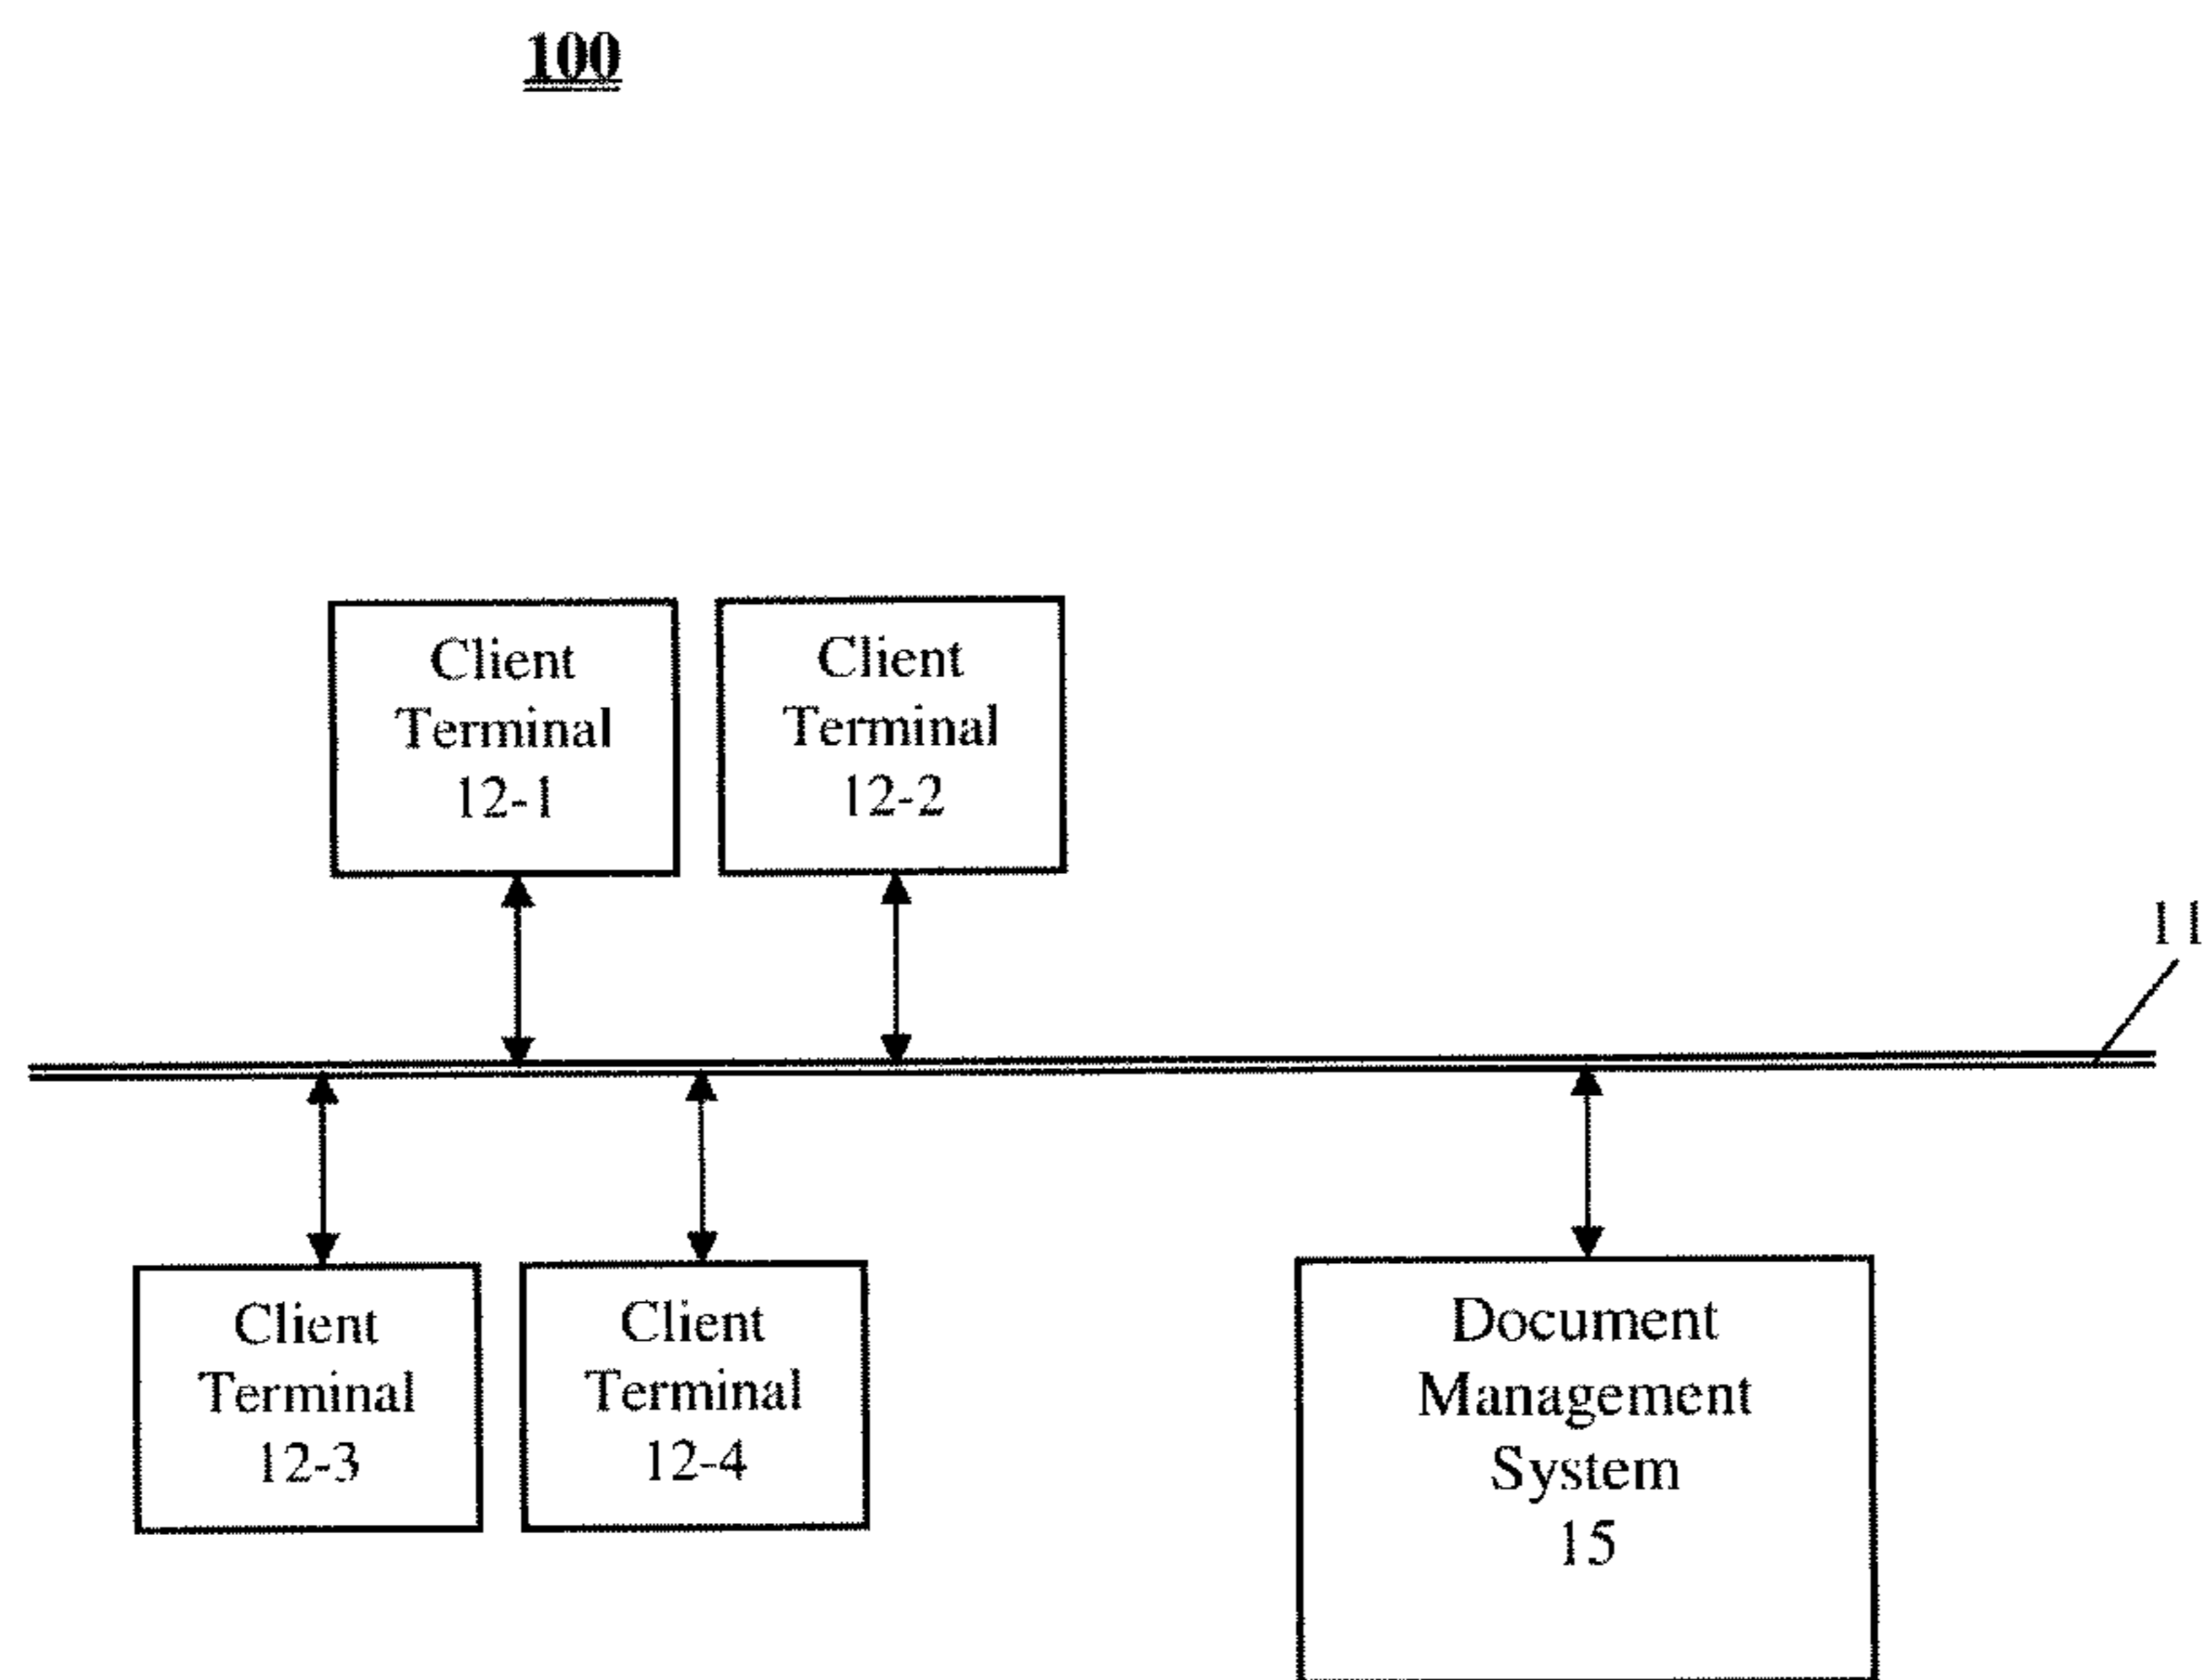 100
Client
Terminal
12-1
Client
Terminal
12-2
11
Client
Terminal
12-3
Client
Terminal
12-4
Document
Management
System
15